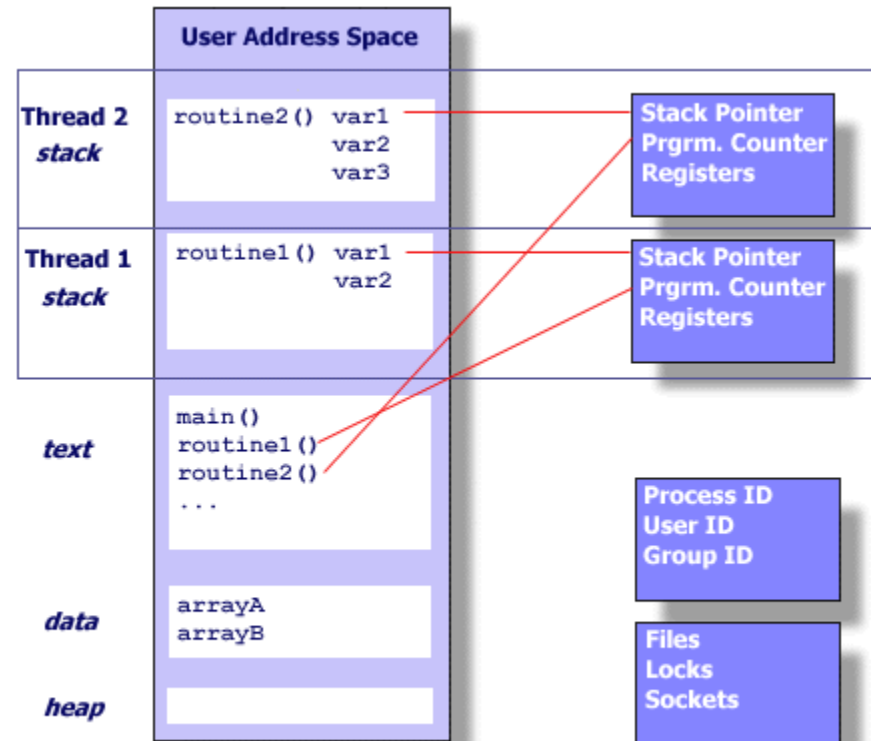 User Address Space
Thread 2
stack
routine2() var1
var2
var3
Stack Pointer
Prgrm. Counter
Registers
Thread 1
stack
routine1() var1
var2
Stack Pointer
Prgrm. Counter
Registers
text
main()
routine1()
routine2()
...
Process ID
User ID
Group ID
data
arrayA
arrayB
Files
Locks
Sockets
heap